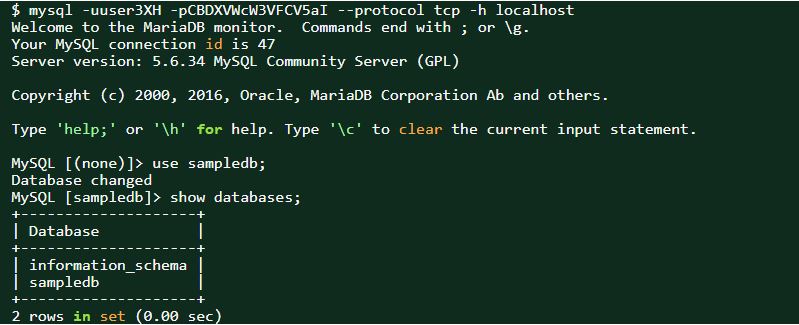 $ mysql -uuser3XH -pCBDXVWcW3VFCV5aI --protocol tcp -h localhost
Welcome to the MariaDB monitor.  Commands end with ; or \g.
Your MySQL connection id is 47
Server version: 5.6.34 MySQL Community Server (GPL)

Copyright (c) 2000, 2016, Oracle, MariaDB Corporation Ab and others.

Type 'help;' or '\h' for help. Type '\c' to clear the current input statement.

MySQL [(none)]> use sampledb;
Database changed
MySQL [sampledb]> show databases;
+--------------------+
| Database           |
+--------------------+
| information_schema |
| sampledb           |
+--------------------+
2 rows in set (0.00 sec)